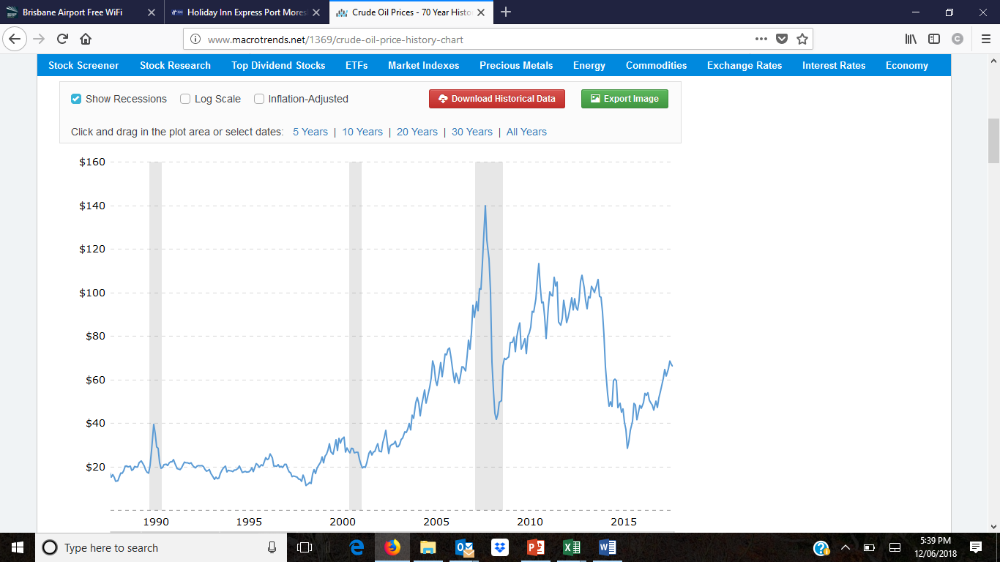 Brisbane Airport Free WiFi
Holiday Inn Express Port Mores
Crude Oil Prices - 70 Year Histo
www.macrotrends.net/1369/crude-oil-price-history-chart
Stock Screener Stock Research Top Dividend Stocks ETFs Market Indexes Precious Metals Energy Commodities Exchange Rates Interest Rates Economy
Show Recessions Log Scale Inflation-Adjusted Download Historical Data Export Image
Click and drag in the plot area or select dates: 5 Years | 10 Years | 20 Years | 30 Years | All Years
$160
$140
$120
$100
$80
$60
$40
$20
1990 1995 2000 2005 2010 2015
Type here to search
5:39 PM
12/06/2018